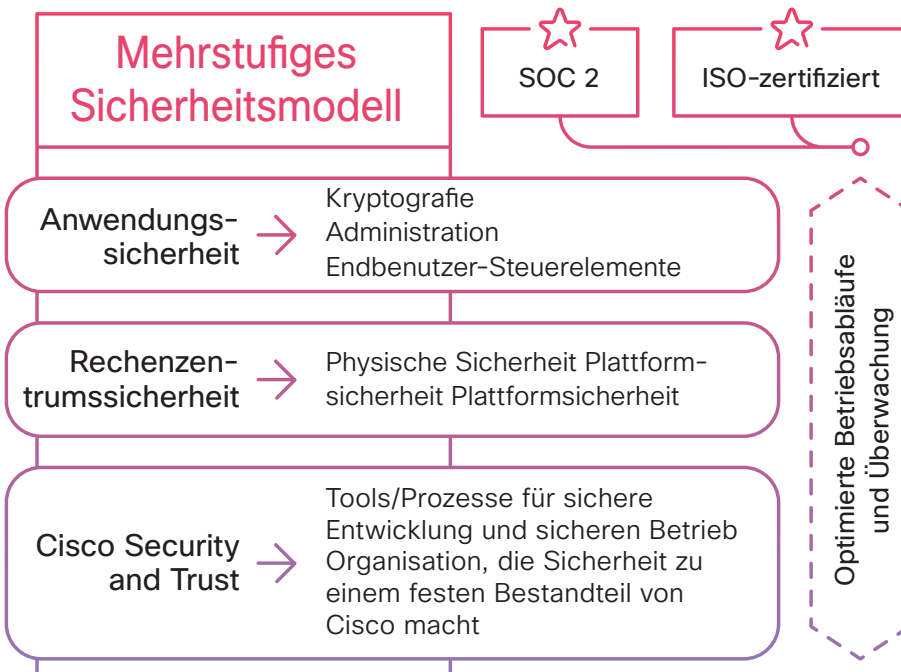 Mehrstufiges
Sicherheitsmodell
SOC 2
ISO-zertifiziert
Anwendungs-
sicherheit
Kryptografie
Administration
Endbenutzer-Steuerelemente
Rechenzen-
trumssicherheit
Physische Sicherheit Plattform-
sicherheit Plattformsicherheit
Cisco Security
and Trust
Tools/Prozesse für sichere
Entwicklung und sicheren Betrieb
Organisation, die Sicherheit zu
einem festen Bestandteil von
Cisco macht
Optimierte Betriebsabläufe
und Überwachung